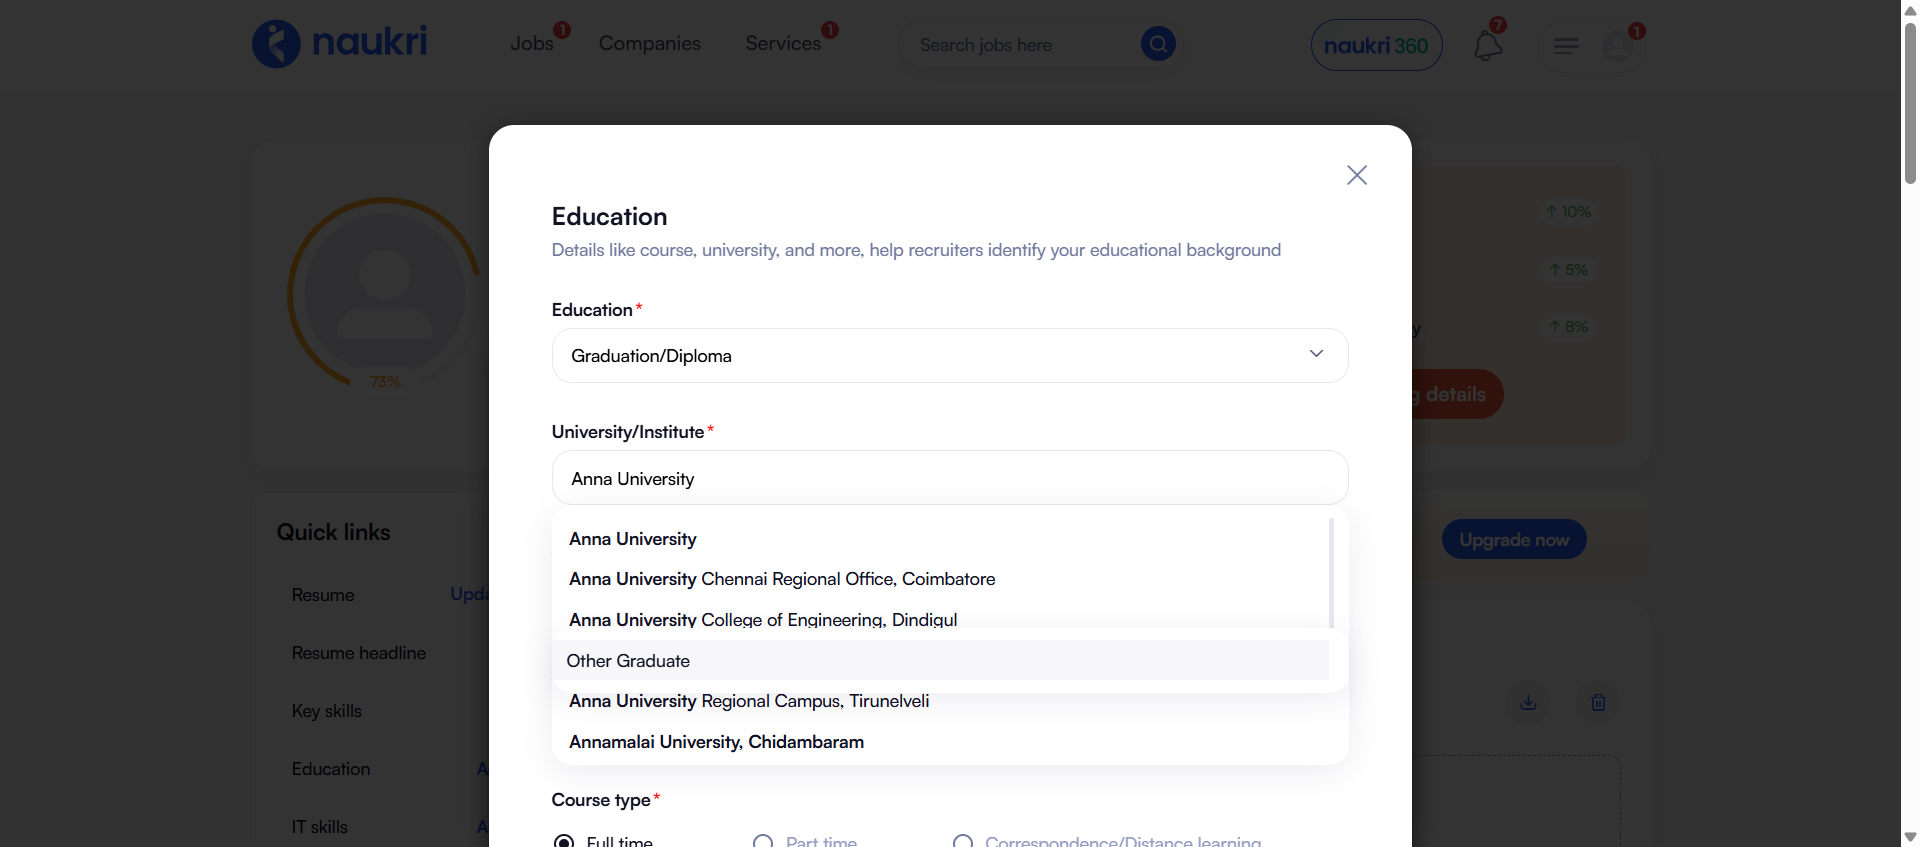 naukri
Jobs 1
Companies
Services 1
Search jobs here
naukri 360
7
1
Education
Details like course, university, and more, help recruiters identify your educational background
10%
5%
8%
y
g details
73%
Education*
Graduation/Diploma
University/Institute*
Anna University
Anna University
Anna University Chennai Regional Office, Coimbatore
Anna University College of Engineering, Dindigul
Other Graduate
Anna University Regional Campus, Tirunelveli
Annamalai University, Chidambaram
Course type*
Full time
Part time
Correspondence/Distance learning
Quick links
Resume
Upda
Resume headline
Key skills
Education
A
IT skills
A
Upgrade now